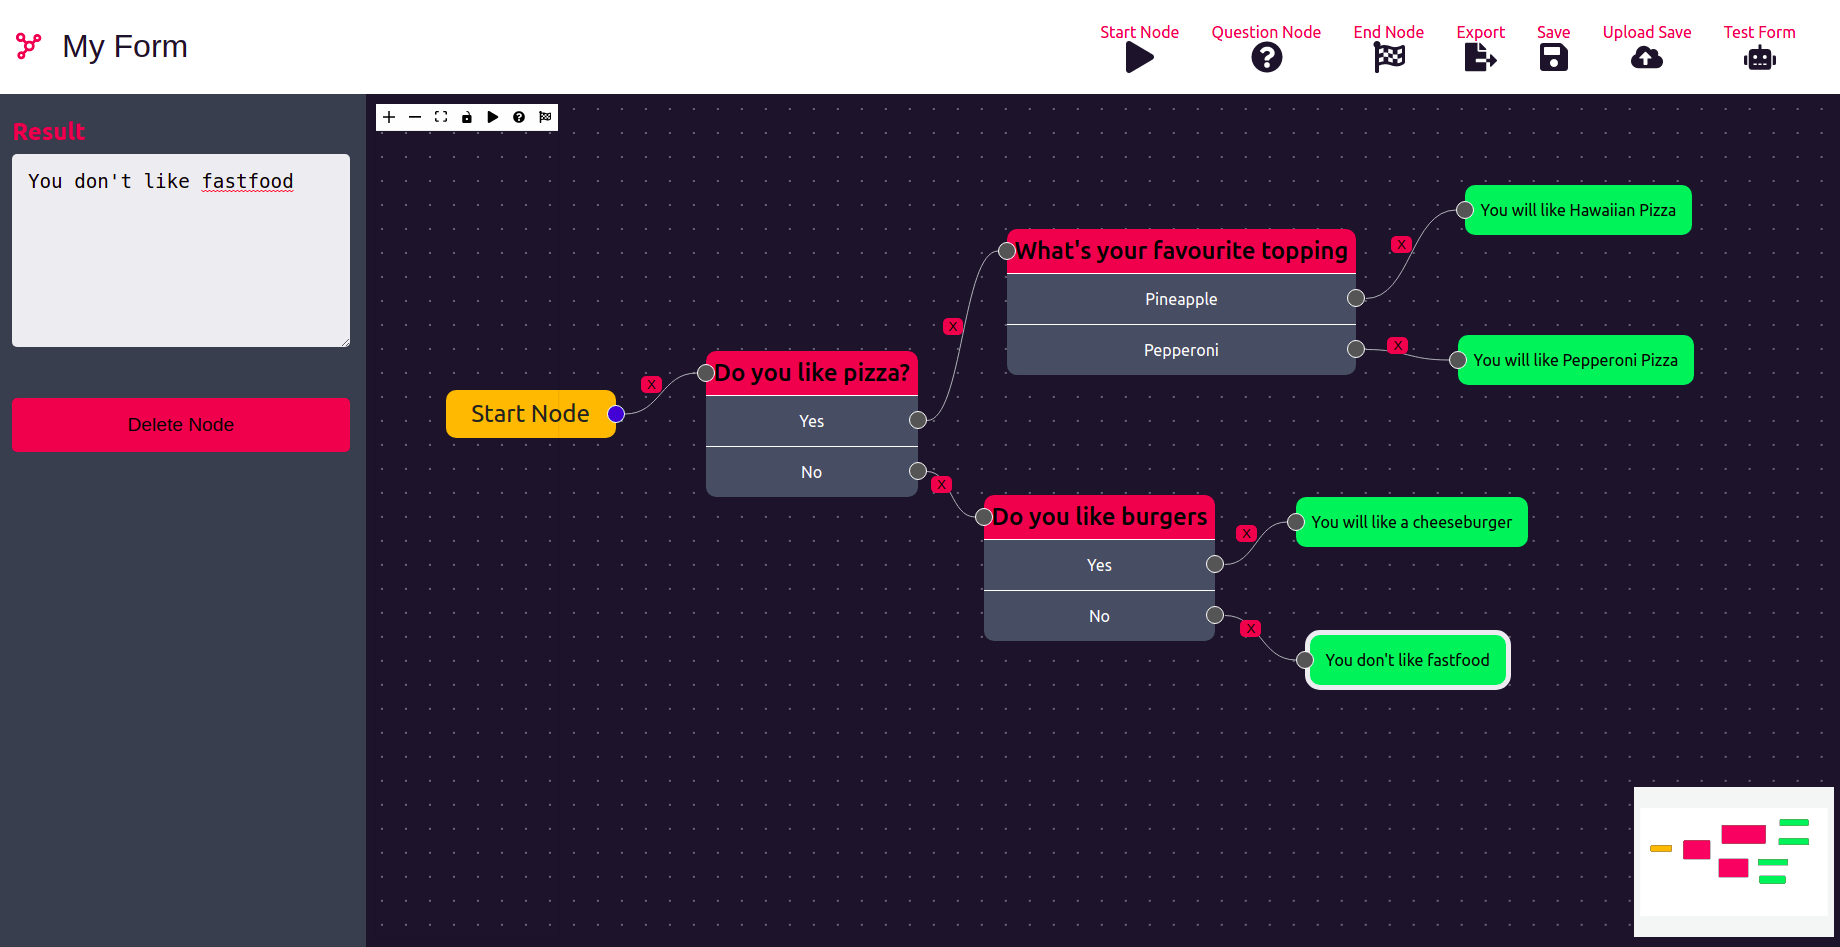 My Form
Start Node
Question Node
End Node
Export
Save
Upload Save
Test Form
Result
You don't like fastfood
Delete Node
Start Node
X
Do you like pizza?
Yes
No
X
X
What's your favourite topping
Pineapple
Pepperoni
X
X
You will like Hawaiian Pizza
You will like Pepperoni Pizza
Do you like burgers
Yes
No
X
X
You will like a cheeseburger
You don't like fastfood